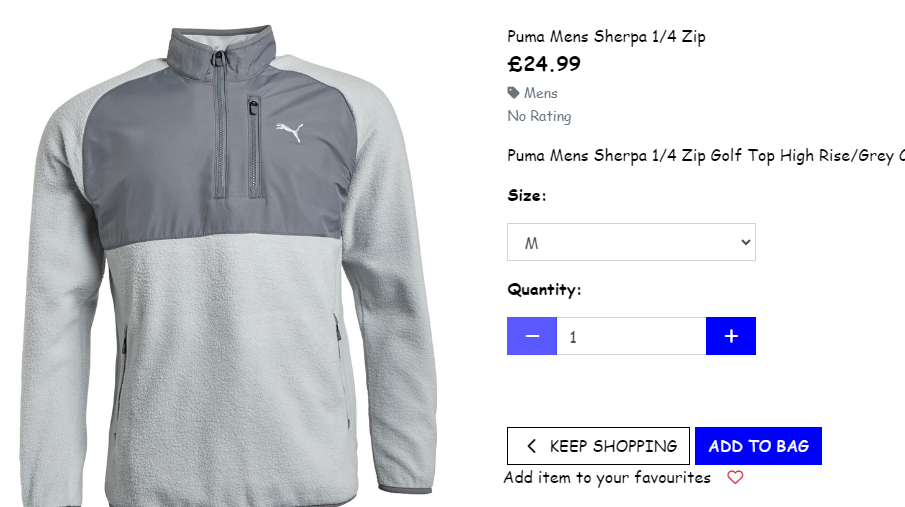 Puma Mens Sherpa 1/4 Zip
£24.99
Mens
No Rating
Puma Mens Sherpa 1/4 Zip Golf Top High Rise/Grey
Size:
M
Quantity:
1
KEEP SHOPPING
ADD TO BAG
Add item to your favourites